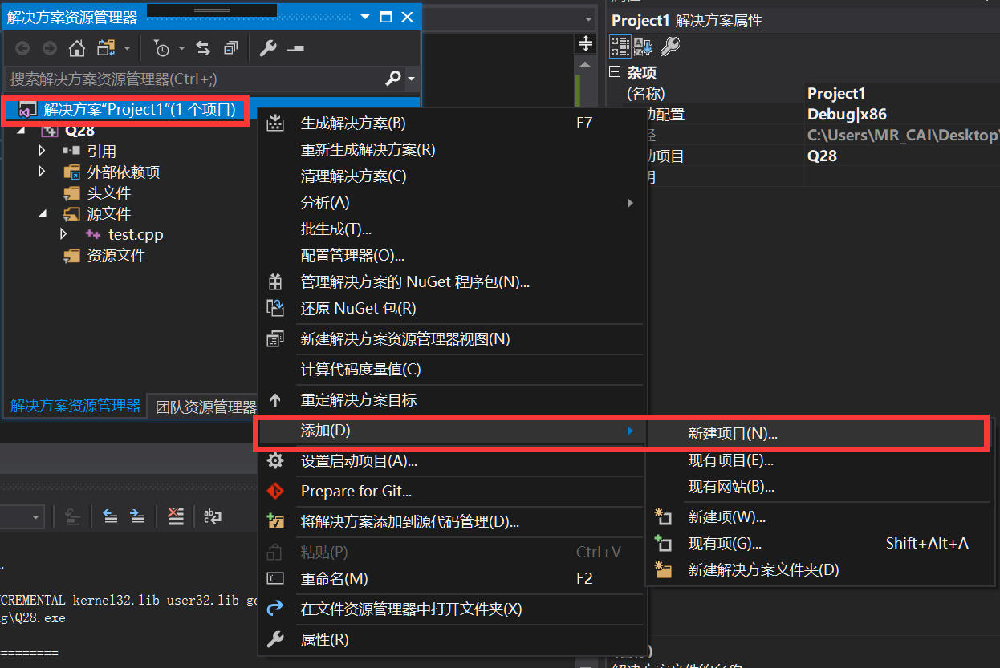 解决方案资源管理器
搜索解决方案资源管理器(Ctrl+;)
解决方案“Project1”(1 个项目)
Q28
引用
外部依赖项
头文件
源文件
test.cpp
资源文件
解决方案资源管理器
团队资源管理器
生成解决方案(B) F7
重新生成解决方案(R)
清理解决方案(C)
分析(A)
批生成(T)...
配置管理器(O)...
管理解决方案的 NuGet 程序包(N)...
还原 NuGet 包(R)
新建解决方案资源管理器视图(N)
计算代码度量值(C)
重定解决方案目标
添加(D)
设置启动项目(A)...
Prepare for Git...
将解决方案添加到源代码管理(D)...
粘贴(P) Ctrl+V
重命名(M) F2
在文件资源管理器中打开文件夹(X)
属性(R)
新建项目(N)...
现有项目(E)...
现有网站(B)...
新建项(W)...
现有项(G)... Shift+Alt+A
新建解决方案文件夹(D)
Project1 解决方案属性
杂项
(名称) Project1
配置 Debug|x86
C:\Users\MR_CAI\Desktop\
项目 Q28
CREMENTAL kernel32.lib user32.lib
g\Q28.exe
========